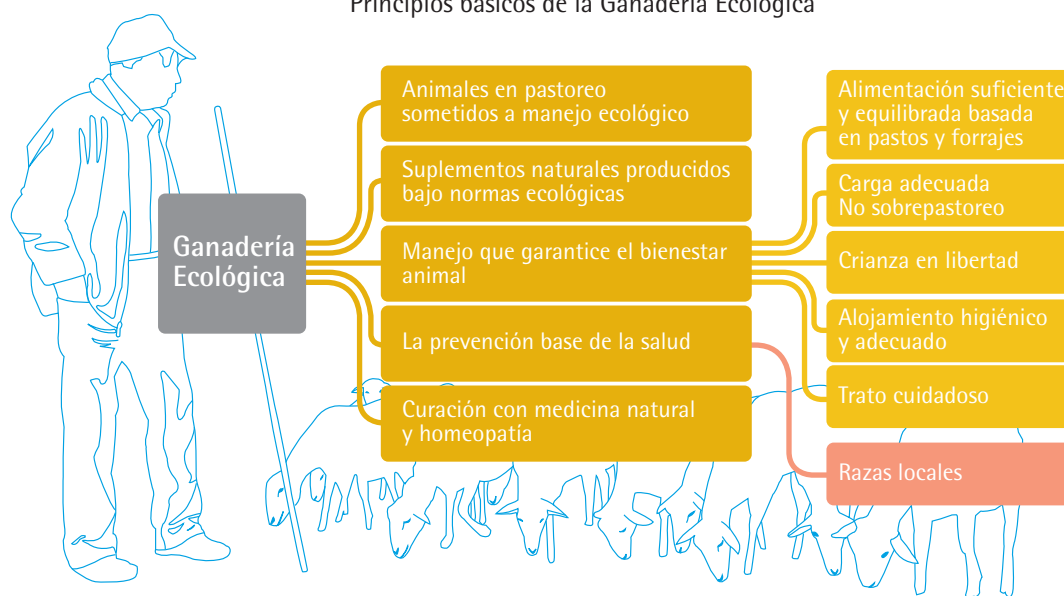 Principios básicos de la Ganadería Ecológica
Ganadería
Ecológica
Animales en pastoreo
sometidos a manejo ecológico
Suplementos naturales producidos
bajo normas ecológicas
Manejo que garantice el bienestar
animal
La prevención base de la salud
Curación con medicina natural
y homeopatía
Alimentación suficiente
y equilibrada basada
en pastos y forrajes
Carga adecuada
No sobrepastoreo
Crianza en libertad
Alojamiento higiénico
y adecuado
Trato cuidadoso
Razas locales